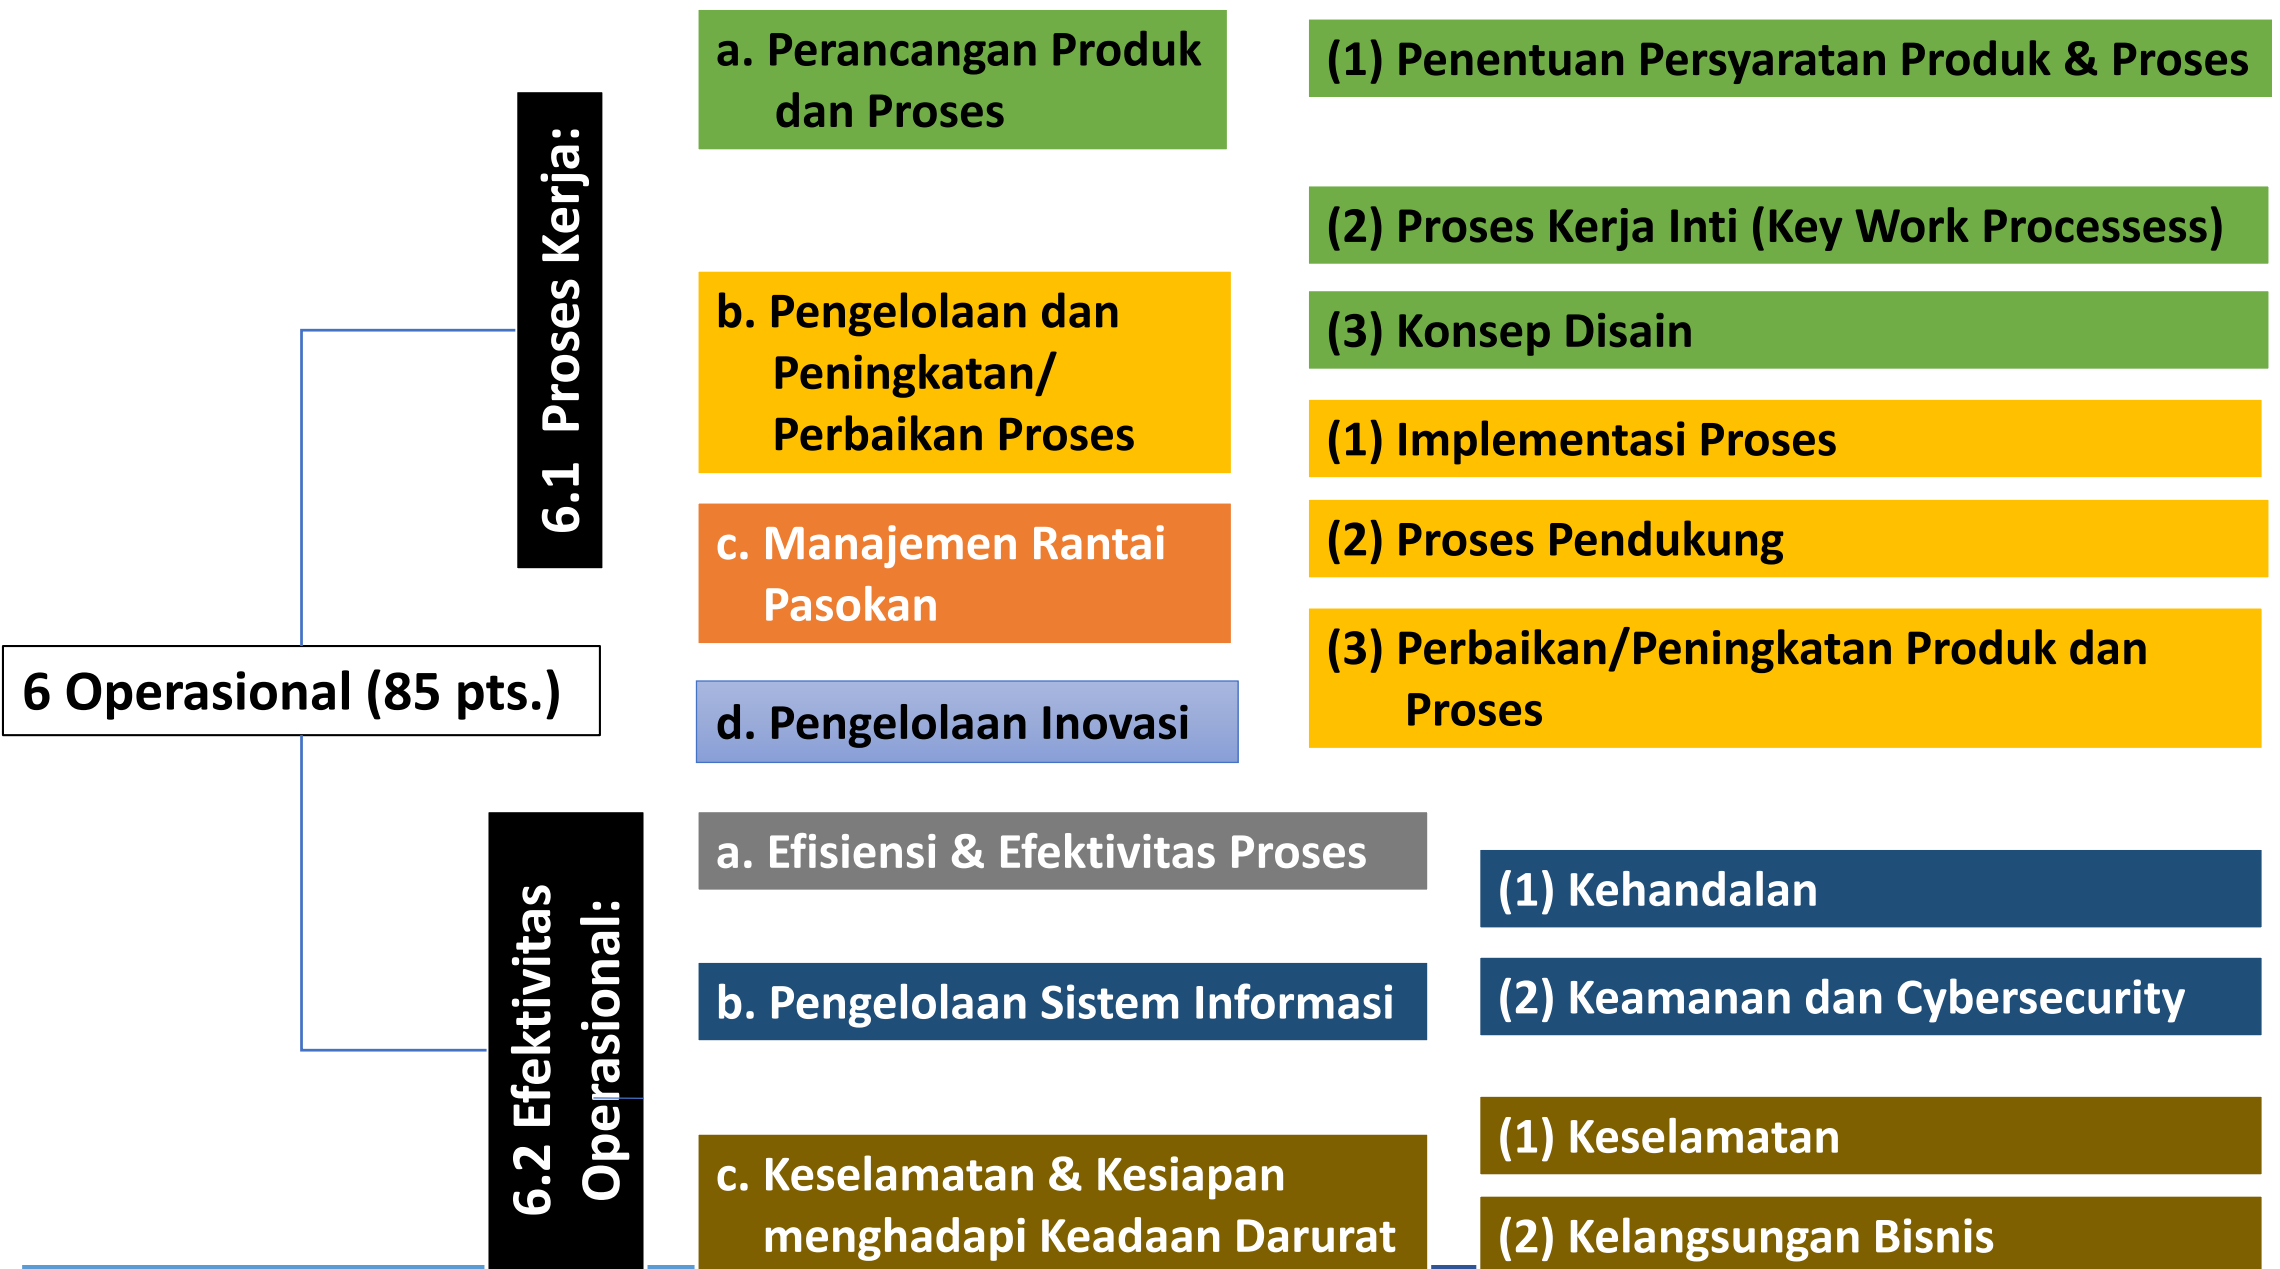 6 Operasional (85 pts.)
6.1 Proses Kerja:
a. Perancangan Produk
dan Proses
(1) Penentuan Persyaratan Produk & Proses
(2) Proses Kerja Inti (Key Work Processess)
(3) Konsep Disain
b. Pengelolaan dan
Peningkatan/
Perbaikan Proses
(1) Implementasi Proses
(2) Proses Pendukung
(3) Perbaikan/Peningkatan Produk dan
Proses
c. Manajemen Rantai
Pasokan
d. Pengelolaan Inovasi
6.2 Efektivitas
Operasional:
a. Efisiensi & Efektivitas Proses
b. Pengelolaan Sistem Informasi
(1) Kehandalan
(2) Keamanan dan Cybersecurity
c. Keselamatan & Kesiapan
menghadapi Keadaan Darurat
(1) Keselamatan
(2) Kelangsungan Bisnis